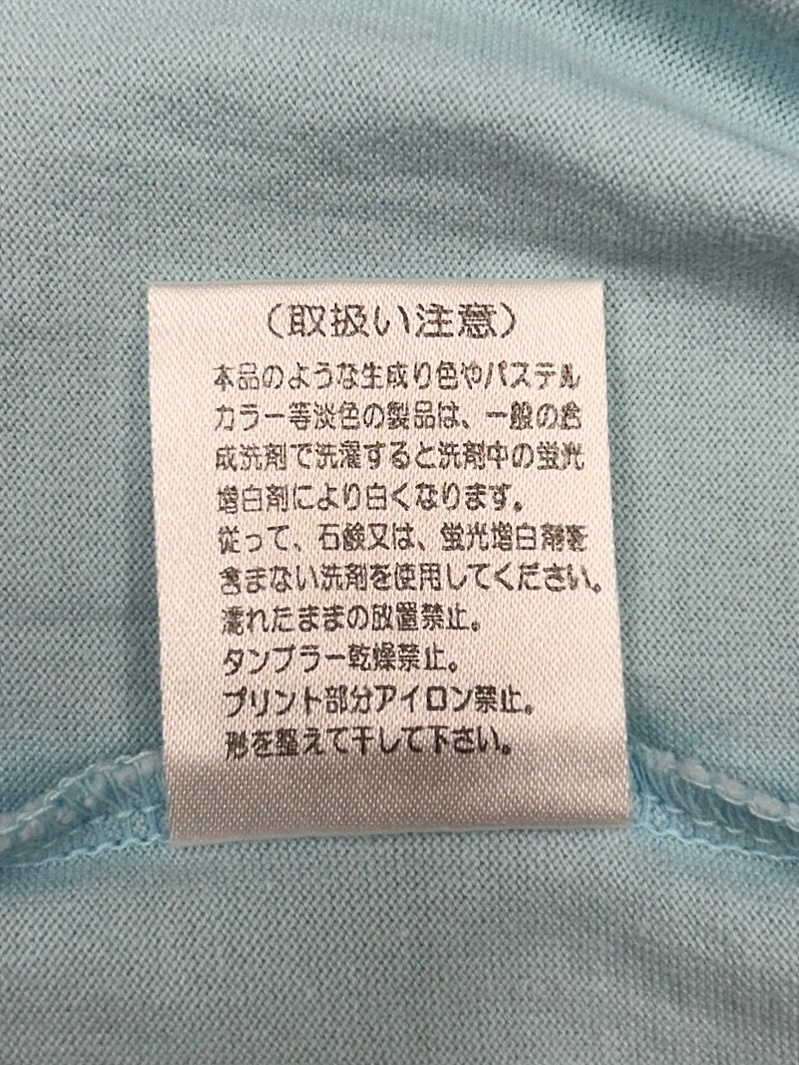 （取扱い注意）
本品のような生成り色やパステル
カラー等淡色の製品は、一般の合
成洗剤で洗濯すると洗剤中の蛍光
増白剤により白くなります。
従って、石鹸又は、蛍光増白剤を
含まない洗剤を使用してください。
濡れたままの放置禁止。
タンブラー乾燥禁止。
プリント部分アイロン禁止。
形を整えて干して下さい。